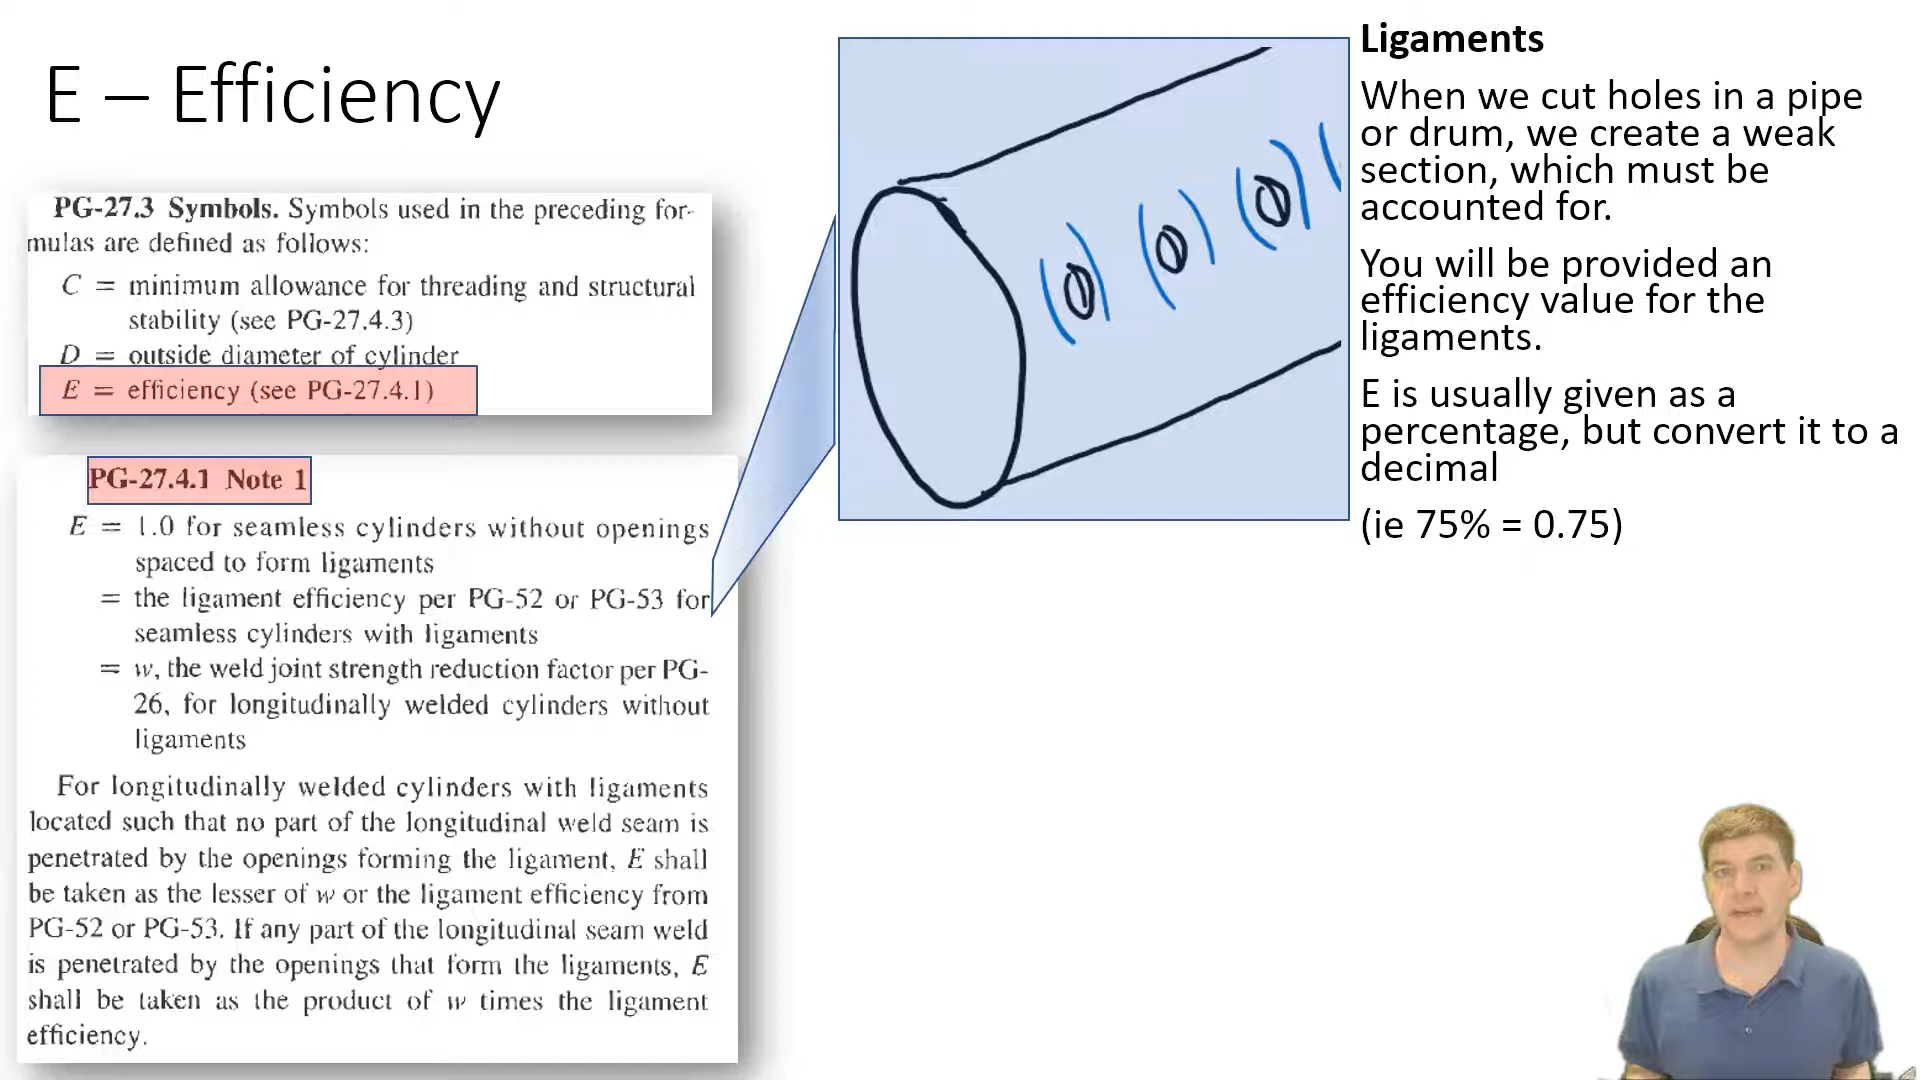 E – Efficiency
PG-27.3 Symbols. Symbols used in the preceding for-
mulas are defined as follows:
C = minimum allowance for threading and structural
stability (see PG-27.4.3)
D = outside diameter of cylinder
E = efficiency (see PG-27.4.1)
PG-27.4.1 Note 1
E = 1.0 for seamless cylinders without openings
spaced to form ligaments
= the ligament efficiency per PG-52 or PG-53 for
seamless cylinders with ligaments
= w, the weld joint strength reduction factor per PG-
26, for longitudinally welded cylinders without
ligaments
For longitudinally welded cylinders with ligaments
located such that no part of the longitudinal weld seam is
penetrated by the openings forming the ligament, E shall
be taken as the lesser of w or the ligament efficiency from
PG-52 or PG-53. If any part of the longitudinal seam weld
is penetrated by the openings that form the ligaments, E
shall be taken as the product of w times the ligament
efficiency.
Ligaments
When we cut holes in a pipe
or drum, we create a weak
section, which must be
accounted for.
You will be provided an
efficiency value for the
ligaments.
E is usually given as a
percentage, but convert it to a
decimal
(ie 75% = 0.75)